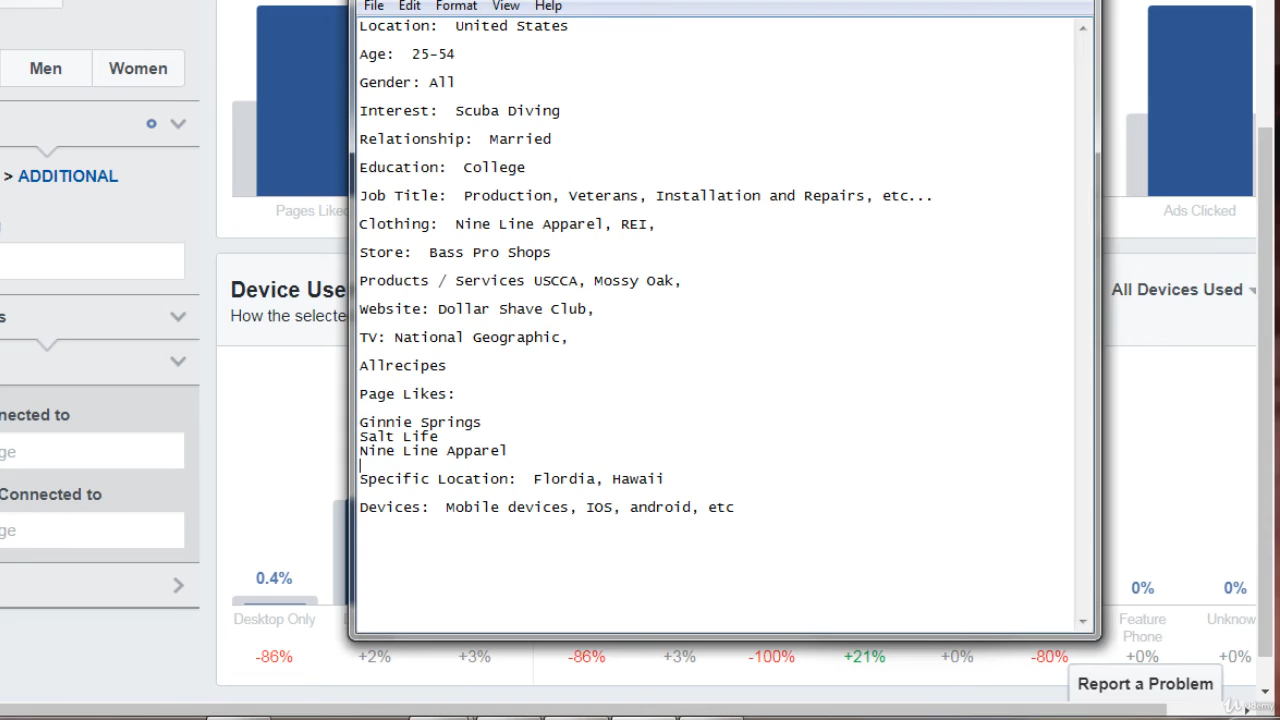 File Edit Format View Help
Location: United States
Age: 25-54
Gender: All
Interest: Scuba Diving
Relationship: Married
Education: College
Job Title: Production, Veterans, Installation and Repairs, etc...
Clothing: Nine Line Apparel, REI,
Store: Bass Pro Shops
Products / Services USCCA, Mossy Oak,
Website: Dollar Shave Club,
TV: National Geographic,
Allrecipes
Page Likes:
Ginnie Springs
Salt Life
Nine Line Apparel
Specific Location: Flordia, Hawaii
Devices: Mobile devices, IOS, android, etc
Men Women
> ADDITIONAL
s
nected to
ge
Connected to
ge
Pages Liked
Ads Clicked
Device Use
How the selecte
All Devices Used
0.4%
0% 0%
Desktop Only
Feature Phone
Unknow
-86% +2% +3% -86% +3% -100% +21% +0% -80% +0% +0%
Report a Problem
Udemy